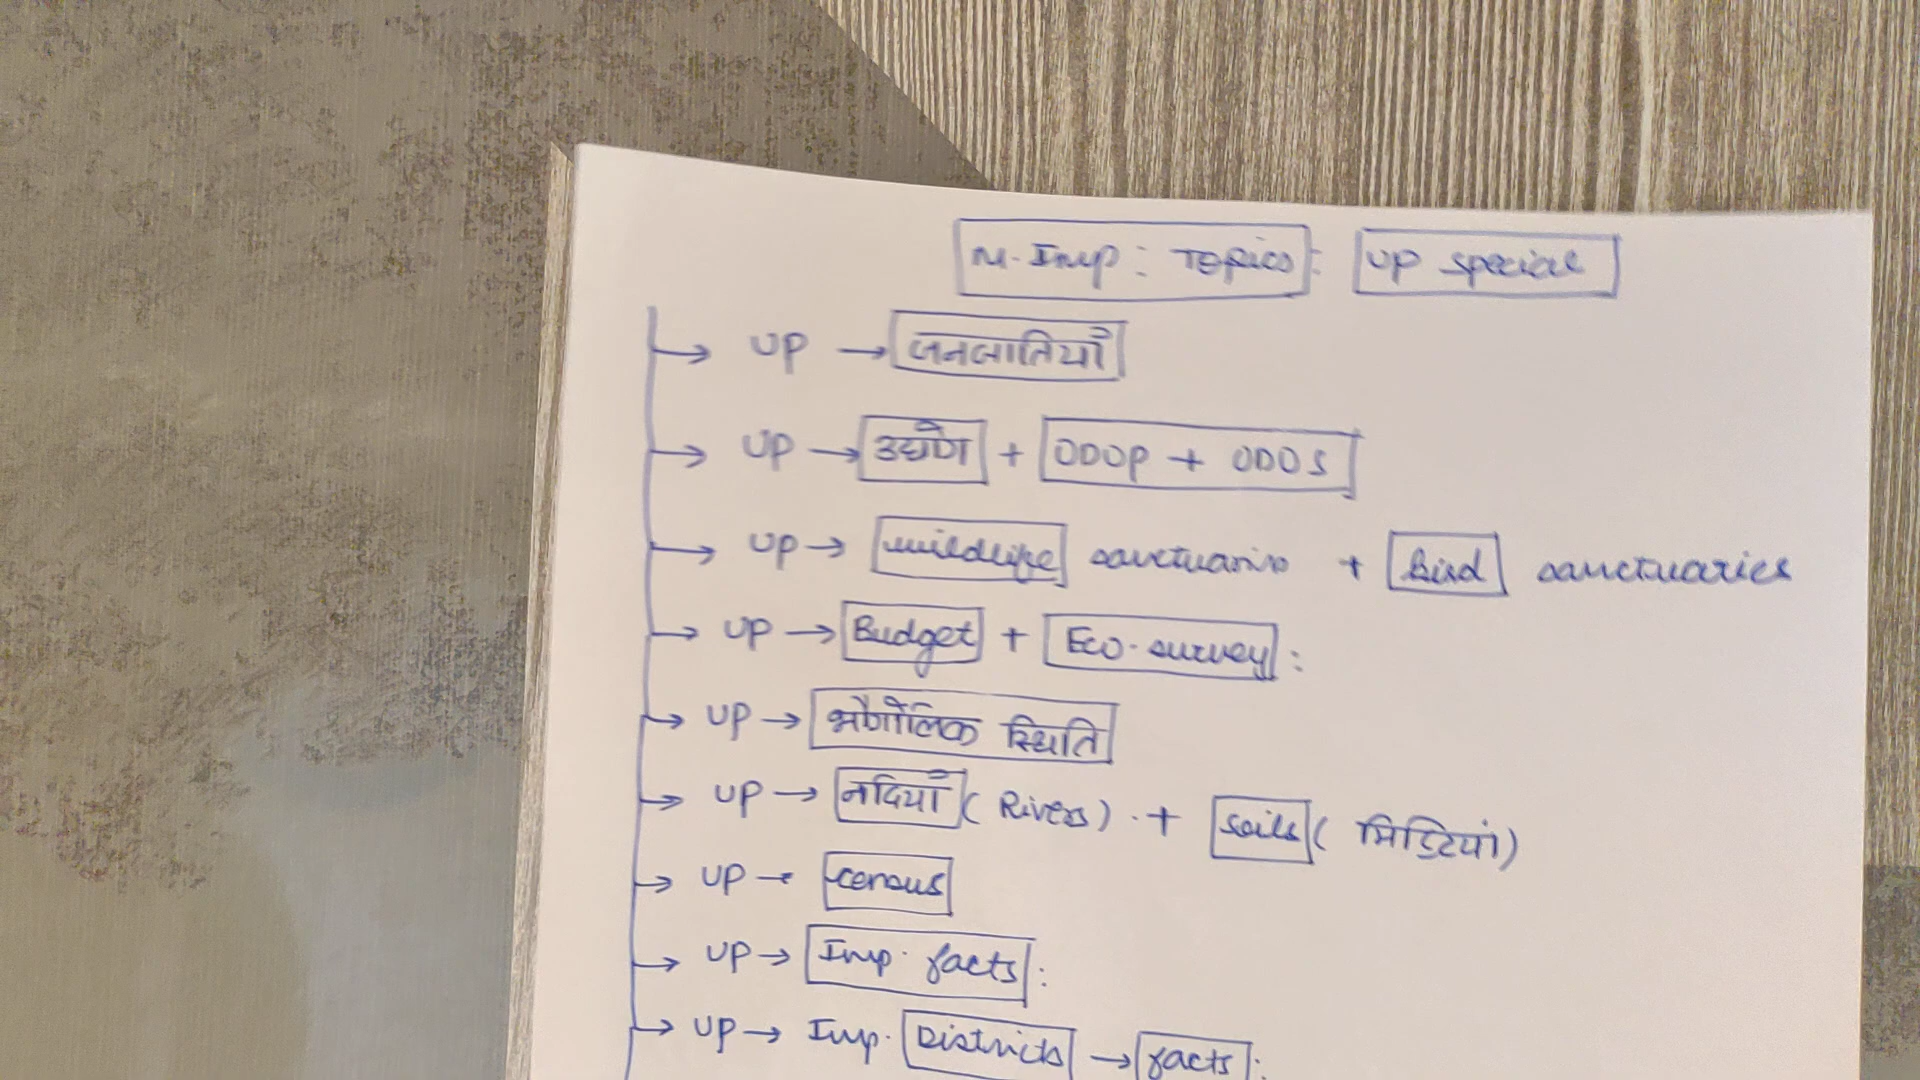 M. Imp: Topics: UP special
→ UP → जनजातियाँ
→ UP → उद्योग + ODOP + ODOS
→ UP → wildlife sanctuaries + Bird sanctuaries
→ UP → Budget + Eco. survey:
→ UP → भौगोलिक स्थिति
→ UP → नदियाँ (Rivers). + Soils (मिट्टियां)
→ UP → census
→ UP → Imp. facts:
→ UP → Imp. Districts → facts: